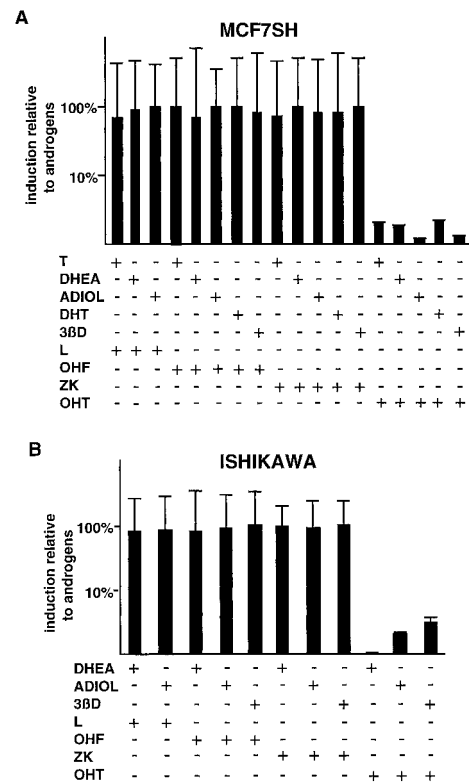 A
MCF7SH
induction relative
to androgens
100%
10%
T + - - + - - - - + - - - - + - - - -
DHEA - + - - + - - - - + - - - - + - - -
ADIOL - - + - - + - - - - + - - - - + - -
DHT - - - - - - + - - - - + - - - - + -
3ßD - - - - - - - + - - - - + - - - - +
L + + + - - - - - - - - - - - - - - -
OHF - - - + + + + + - - - - - - - - - -
ZK - - - - - - - - + + + + + - - - - -
OHT - - - - - - - - - - - - - + + + + +
B
ISHIKAWA
induction relative
to androgens
100%
10%
DHEA + - + - - + - - + - -
ADIOL - + - + - - + - - + -
3ßD - - - - + - - + - - +
L + + - - - - - - - - -
OHF - - + + + - - - - - -
ZK - - - - - + + + - - -
OHT - - - - - - - - + + +